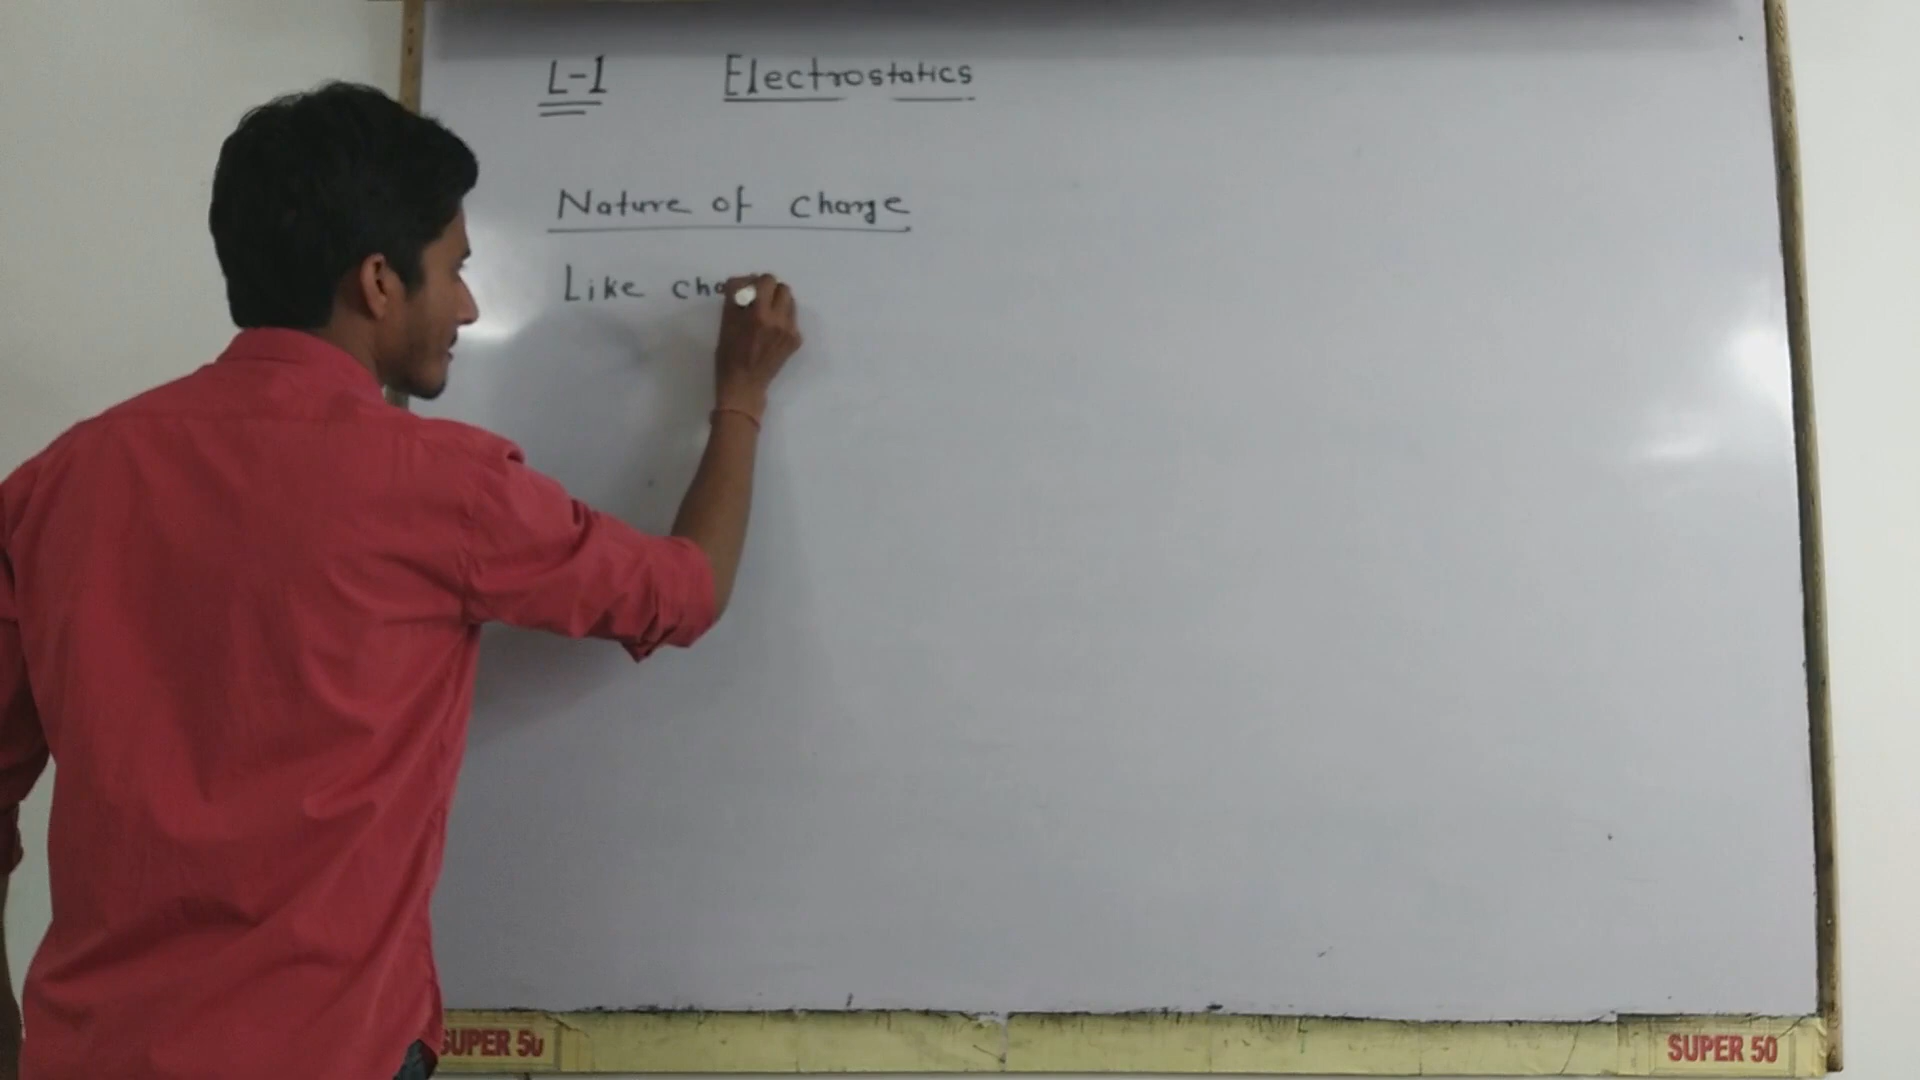 L-1 Electrostatics
Nature of charge
Like cha
SUPER 50 SUPER 50